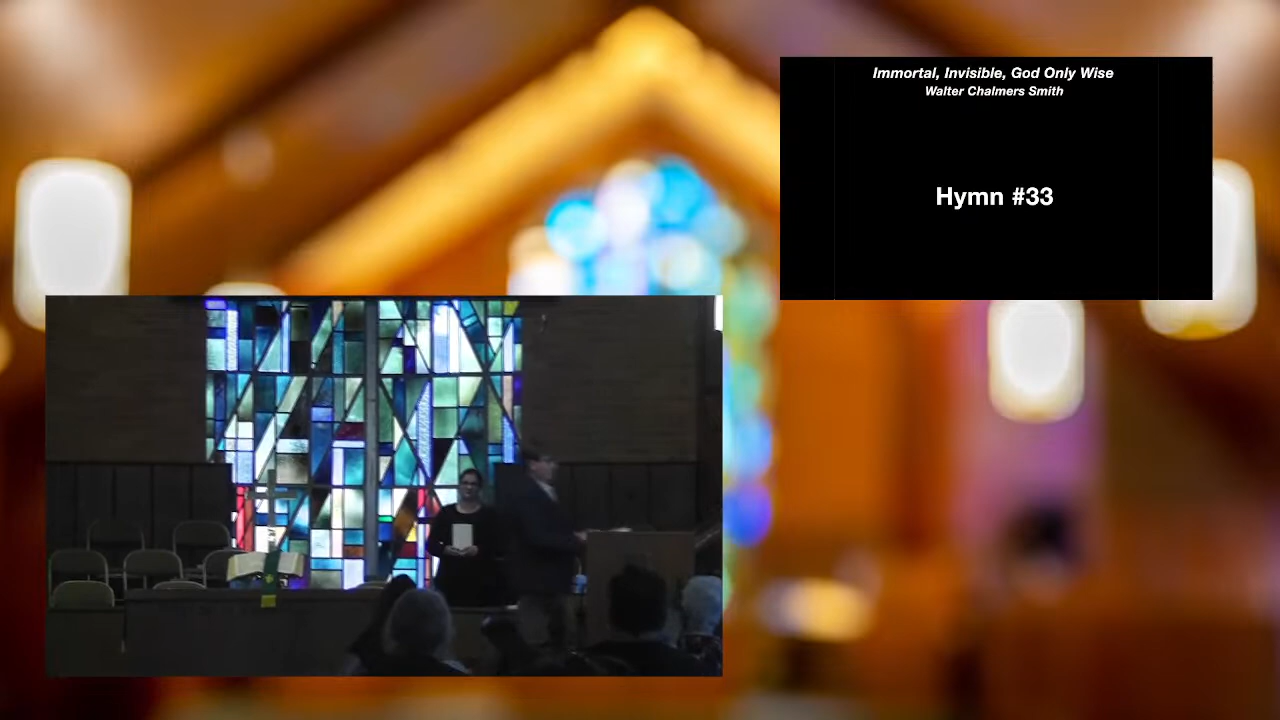 Immortal, Invisible, God Only Wise
Walter Chalmers Smith
Hymn #33